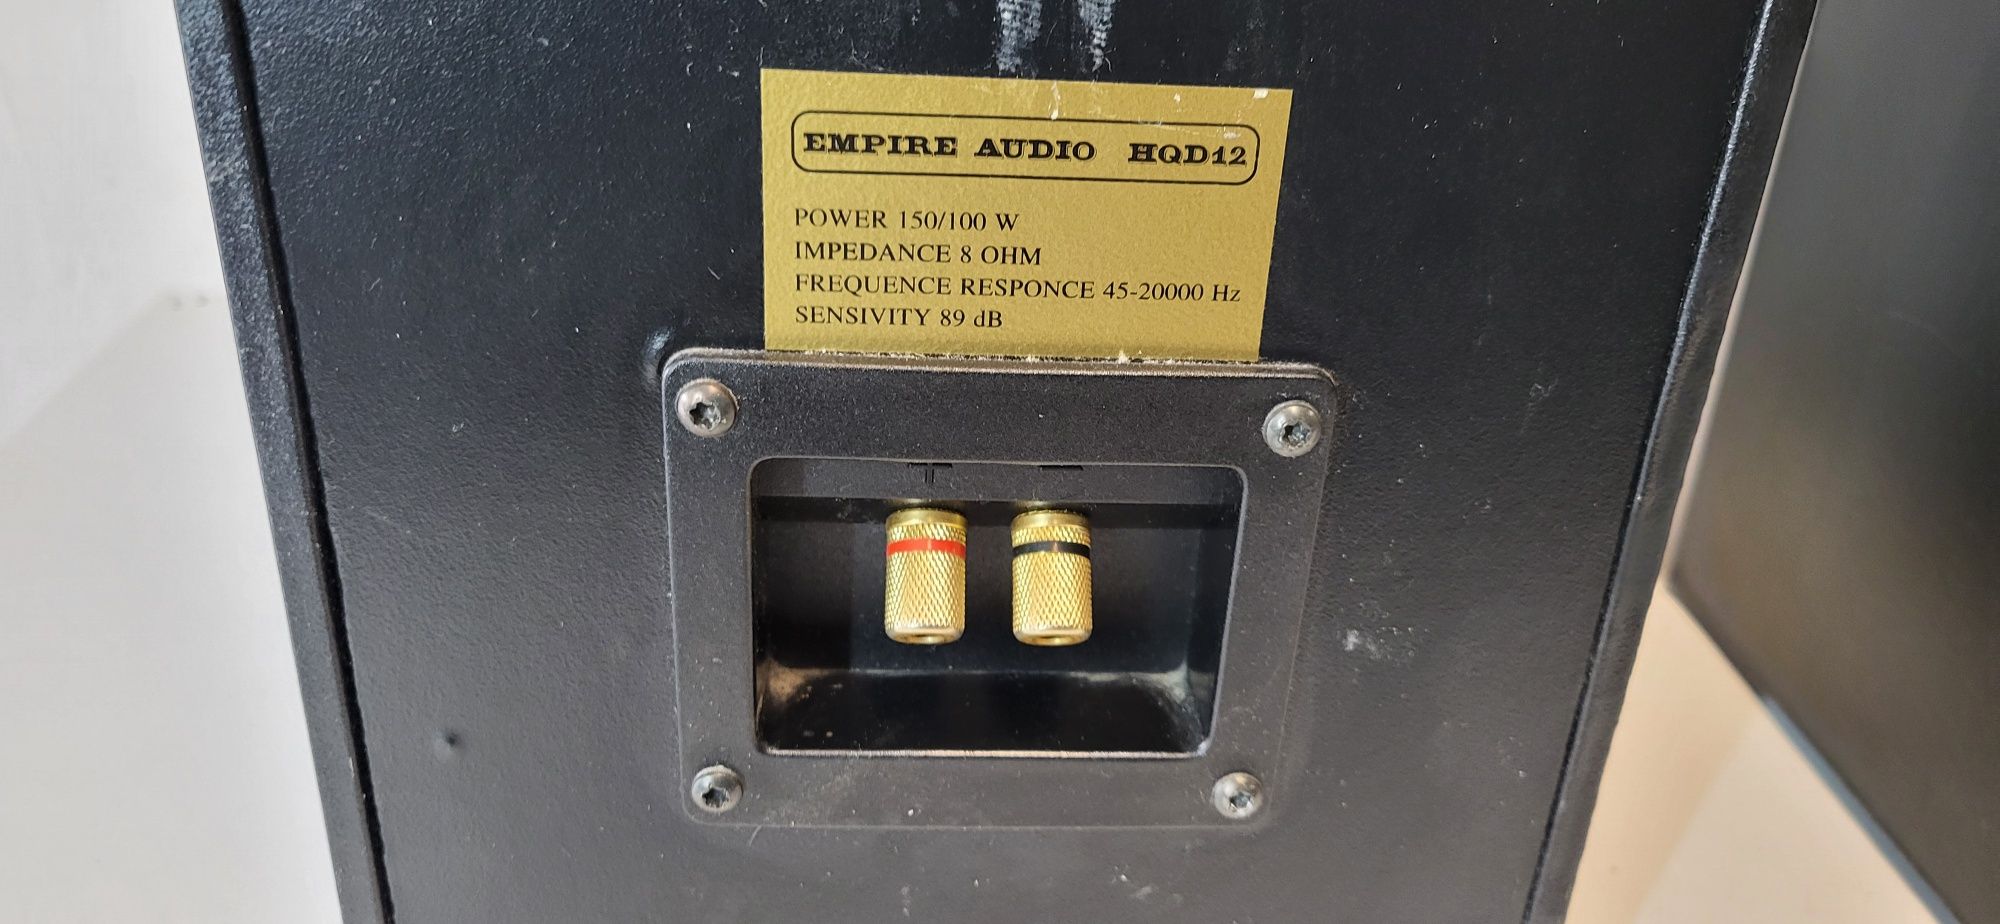 EMPIRE AUDIO HQD12
POWER 150/100 W
IMPEDANCE 8 OHM
FREQUENCE RESPONCE 45-20000 Hz
SENSIVITY 89 dB
+ −